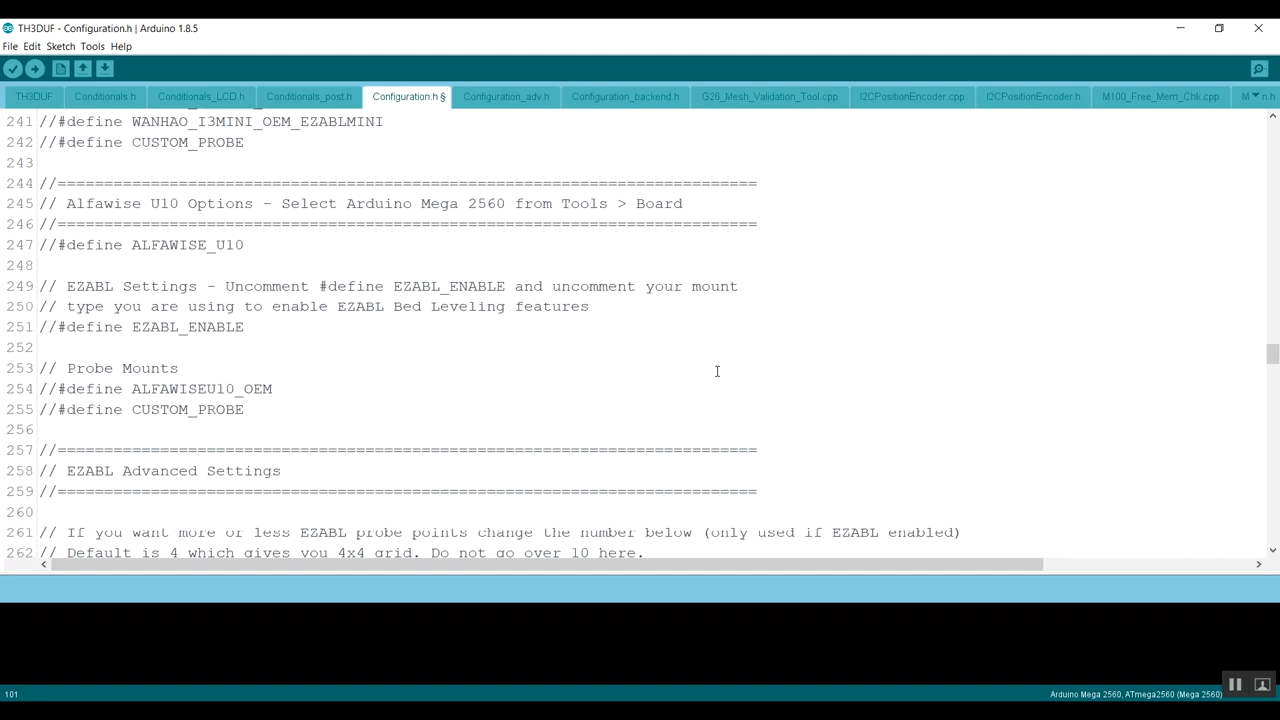 TH3DUF - Configuration.h | Arduino 1.8.5
File Edit Sketch Tools Help
TH3DUF Conditionals.h Conditionals_LCD.h Conditionals_post.h Configuration.h § Configuration_adv.h Configuration_backend.h G26_Mesh_Validation_Tool.cpp I2CPositionEncoder.cpp I2CPositionEncoder.h M100_Free_Mem_Chk.cpp M n.h
241 //#define WANHAO_I3MINI_OEM_EZABLMINI
242 //#define CUSTOM_PROBE
243
244 //============================================================================
245 // Alfawise U10 Options - Select Arduino Mega 2560 from Tools > Board
246 //============================================================================
247 //#define ALFAWISE_U10
248
249 // EZABL Settings - Uncomment #define EZABL_ENABLE and uncomment your mount
250 // type you are using to enable EZABL Bed Leveling features
251 //#define EZABL_ENABLE
252
253 // Probe Mounts
254 //#define ALFAWISEU10_OEM
255 //#define CUSTOM_PROBE
256
257 //============================================================================
258 // EZABL Advanced Settings
259 //============================================================================
260
261 // If you want more or less EZABL probe points change the number below (only used if EZABL enabled)
262 // Default is 4 which gives you 4x4 grid. Do not go over 10 here.
101 Arduino Mega 2560, ATmega2560 (Mega 2560)